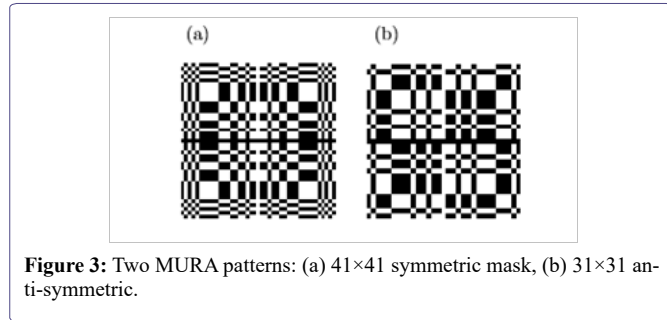 (a) (b)
Figure 3: Two MURA patterns: (a) 41×41 symmetric mask, (b) 31×31 an-
ti-symmetric.